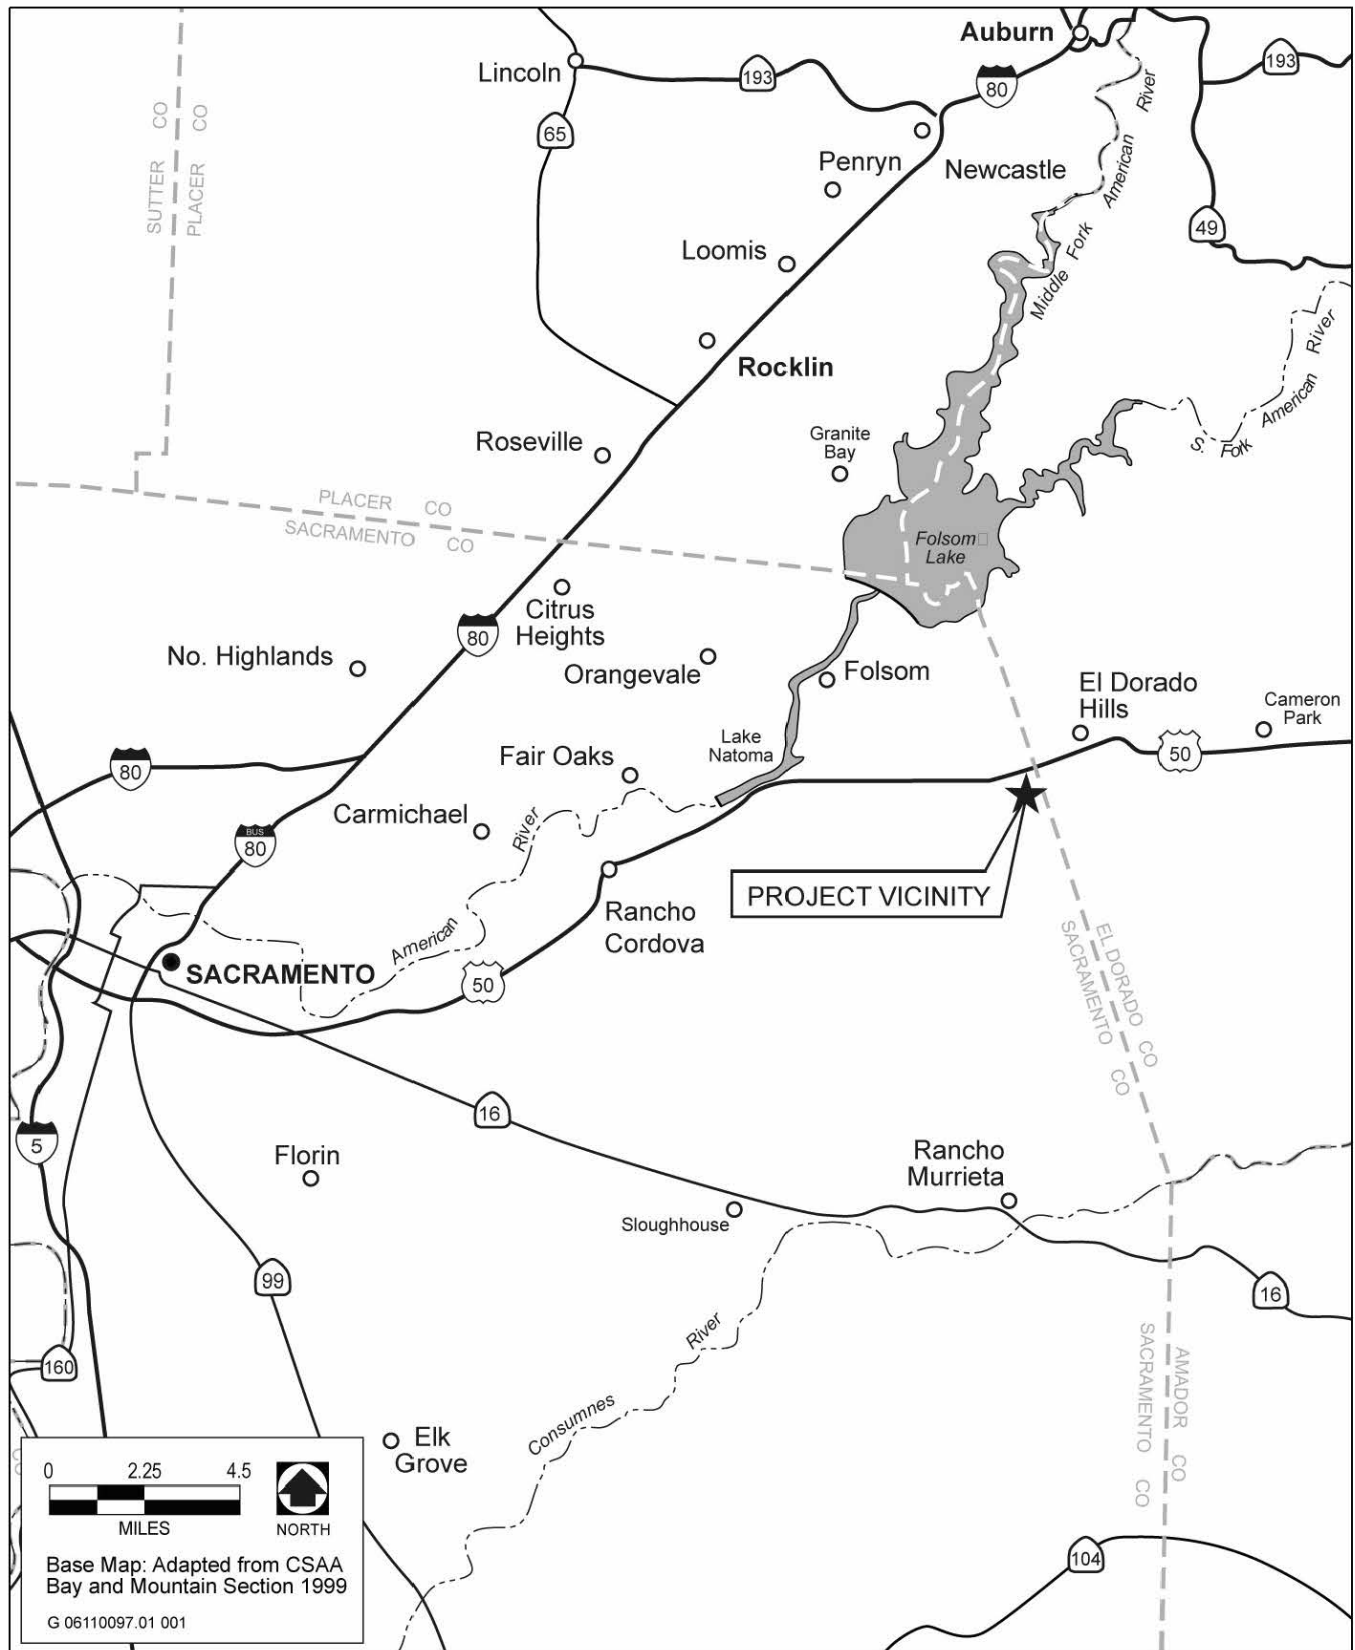 Auburn
Lincoln
193
80
193
River
65
Penryn
Newcastle
American
SUTTER CO
PLACER CO
49
Loomis
Fork
Middle
River
Rocklin
American
Roseville
Granite
Bay
S. Fork
PLACER CO
SACRAMENTO CO
Folsom□
Lake
Citrus
Heights
80
No. Highlands
Orangevale
Folsom
El Dorado
Hills
Cameron
Park
Lake
Natoma
50
Fair Oaks
80
Carmichael
River
BUS
80
PROJECT VICINITY
Rancho
Cordova
American
SACRAMENTO
50
EL DORADO CO
SACRAMENTO CO
16
5
Florin
Rancho
Murrieta
Sloughhouse
99
16
River
160
AMADOR CO
SACRAMENTO CO
Consumnes
Elk
Grove
0 2.25 4.5
MILES
NORTH
104
Base Map: Adapted from CSAA
Bay and Mountain Section 1999
G 06110097.01 001